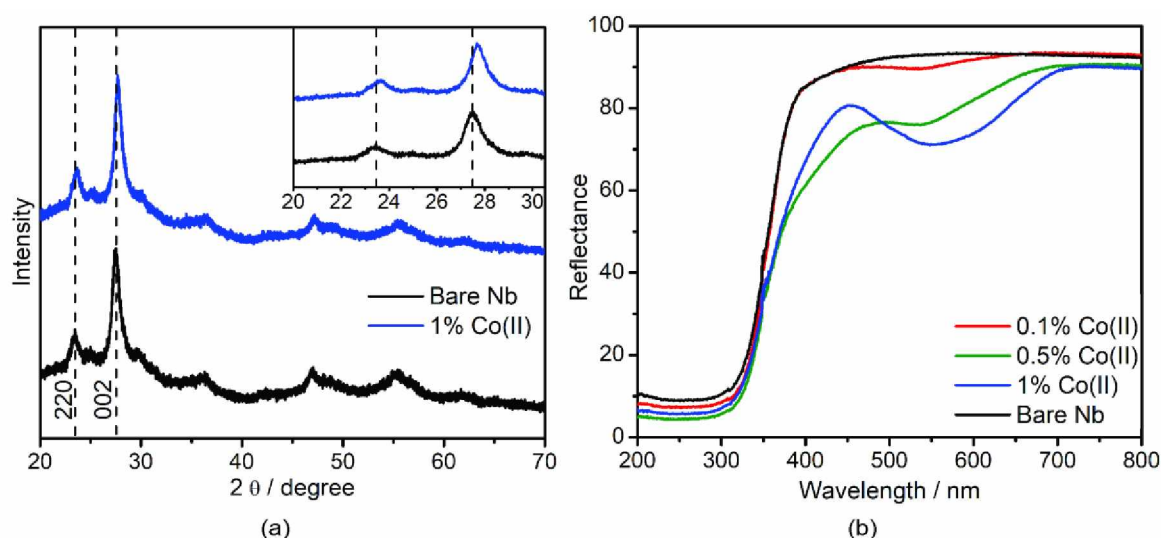 20 22 24 26 28 30
Intensity
Bare Nb
1% Co(II)
220
002
20 30 40 50 60 70
2 θ / degree
(a)
100
80
60
40
20
0
Reflectance
0.1% Co(II)
0.5% Co(II)
1% Co(II)
Bare Nb
200 300 400 500 600 700 800
Wavelength / nm
(b)